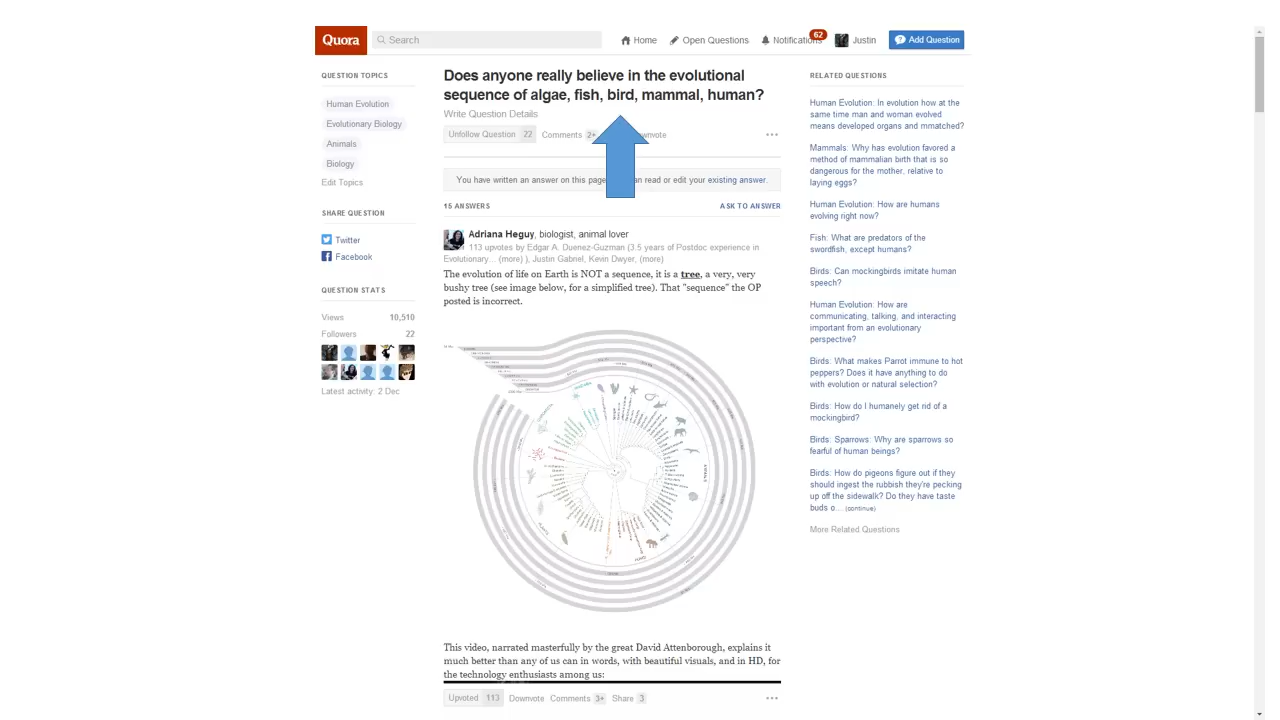 Quora
Search
Home
Open Questions
Notifications
62
Justin
Add Question
QUESTION TOPICS
Human Evolution
Evolutionary Biology
Animals
Biology
Edit Topics
SHARE QUESTION
Twitter
Facebook
QUESTION STATS
Views 10,510
Followers 22
Latest activity: 2 Dec
Does anyone really believe in the evolutional
sequence of algae, fish, bird, mammal, human?
Write Question Details
Unfollow Question 22 Comments 2+
You have written an answer on this page read or edit your existing answer.
15 ANSWERS
ASK TO ANSWER
Adriana Heguy, biologist, animal lover
113 upvotes by Edgar A. Duenez-Guzman (3.5 years of Postdoc experience in
Evolutionary... (more) ), Justin Gabriel, Kevin Dwyer, (more)
The evolution of life on Earth is NOT a sequence, it is a tree, a very, very
bushy tree (see image below, for a simplified tree). That "sequence" the OP
posted is incorrect.
This video, narrated masterfully by the great David Attenborough, explains it
much better than any of us can in words, with beautiful visuals, and in HD, for
the technology enthusiasts among us:
Upvoted 113 Downvote Comments 3+ Share 3
RELATED QUESTIONS
Human Evolution: In evolution how at the
same time man and woman evolved
means developed organs and mmatched?
Mammals: Why has evolution favored a
method of mammalian birth that is so
dangerous for the mother, relative to
laying eggs?
Human Evolution: How are humans
evolving right now?
Fish: What are predators of the
swordfish, except humans?
Birds: Can mockingbirds imitate human
speech?
Human Evolution: How are
communicating, talking, and interacting
important from an evolutionary
perspective?
Birds: What makes Parrot immune to hot
peppers? Does it have anything to do
with evolution or natural selection?
Birds: How do I humanely get rid of a
mockingbird?
Birds: Sparrows: Why are sparrows so
fearful of human beings?
Birds: How do pigeons figure out if they
should ingest the rubbish they're pecking
up off the sidewalk? Do they have taste
buds o... (continue)
More Related Questions